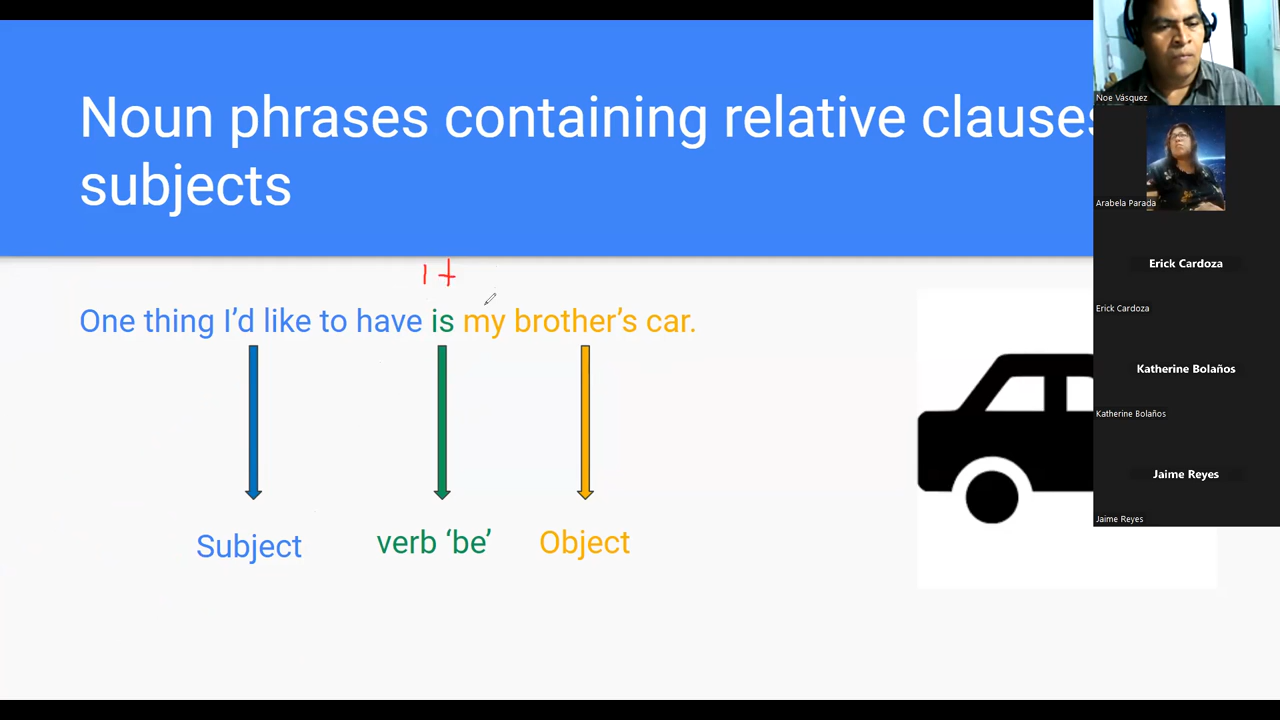 Noun phrases containing relative clauses
subjects
It
One thing I’d like to have is my brother’s car.
Subject
verb ‘be’
Object
Noe Vásquez
Arabela Parada
Erick Cardoza
Erick Cardoza
Katherine Bolaños
Katherine Bolaños
Jaime Reyes
Jaime Reyes